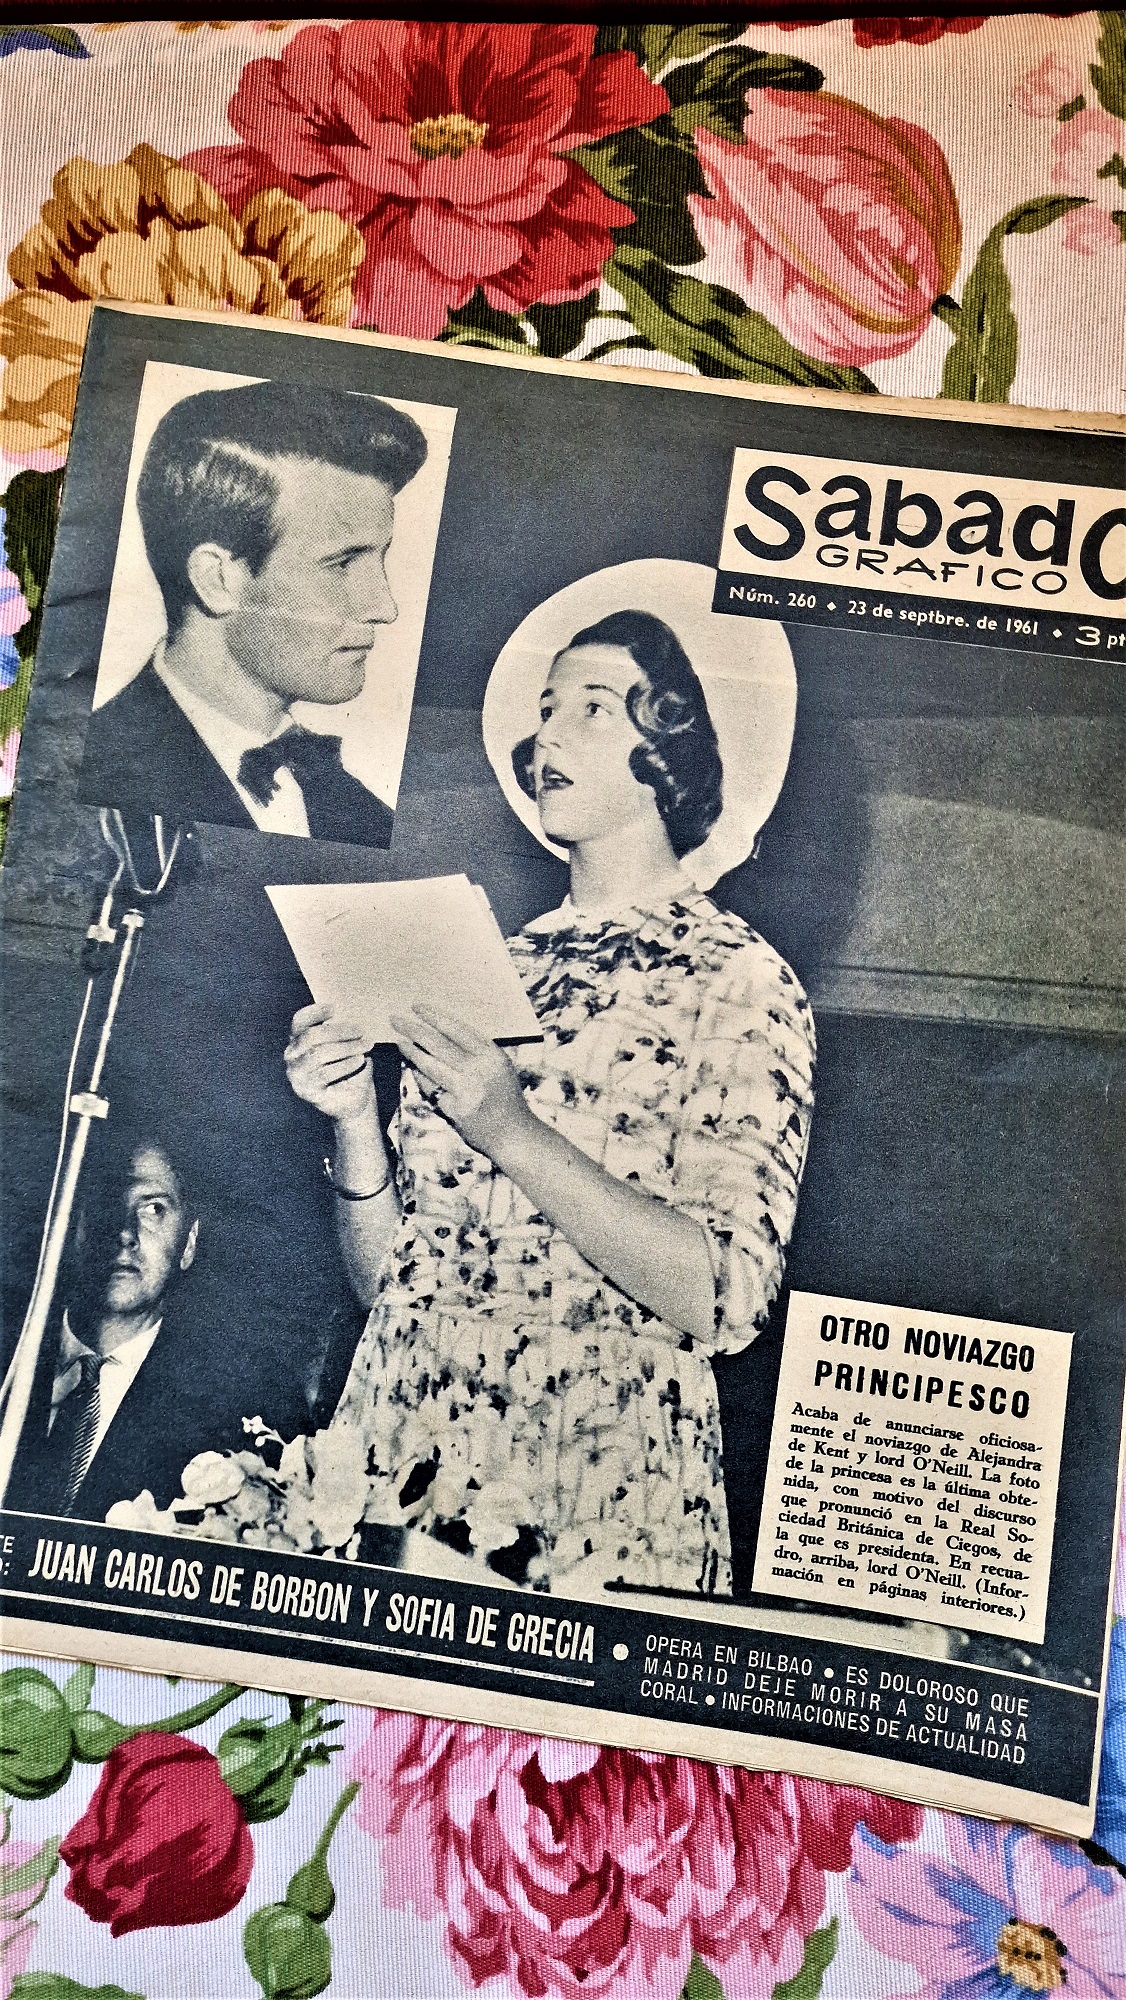 Sabado
GRAFICO
Núm. 260 ◆ 23 de septbre. de 1961 ◆ 3 pt
OTRO NOVIAZGO
PRINCIPESCO
Acaba de anunciarse oficiosa-
mente el noviazgo de Alejandra
de Kent y lord O'Neill. La foto
de la princesa es la última obte-
nida, con motivo del discurso
que pronunció en la Real So-
ciedad Británica de Ciegos, de
la que es presidenta. En recua-
dro, arriba, lord O'Neill. (Infor-
mación en páginas interiores.)
JUAN CARLOS DE BORBON Y SOFIA DE GRECIA ●
OPERA EN BILBAO ● ES DOLOROSO QUE
MADRID DEJE MORIR A SU MASA
CORAL ● INFORMACIONES DE ACTUALIDAD